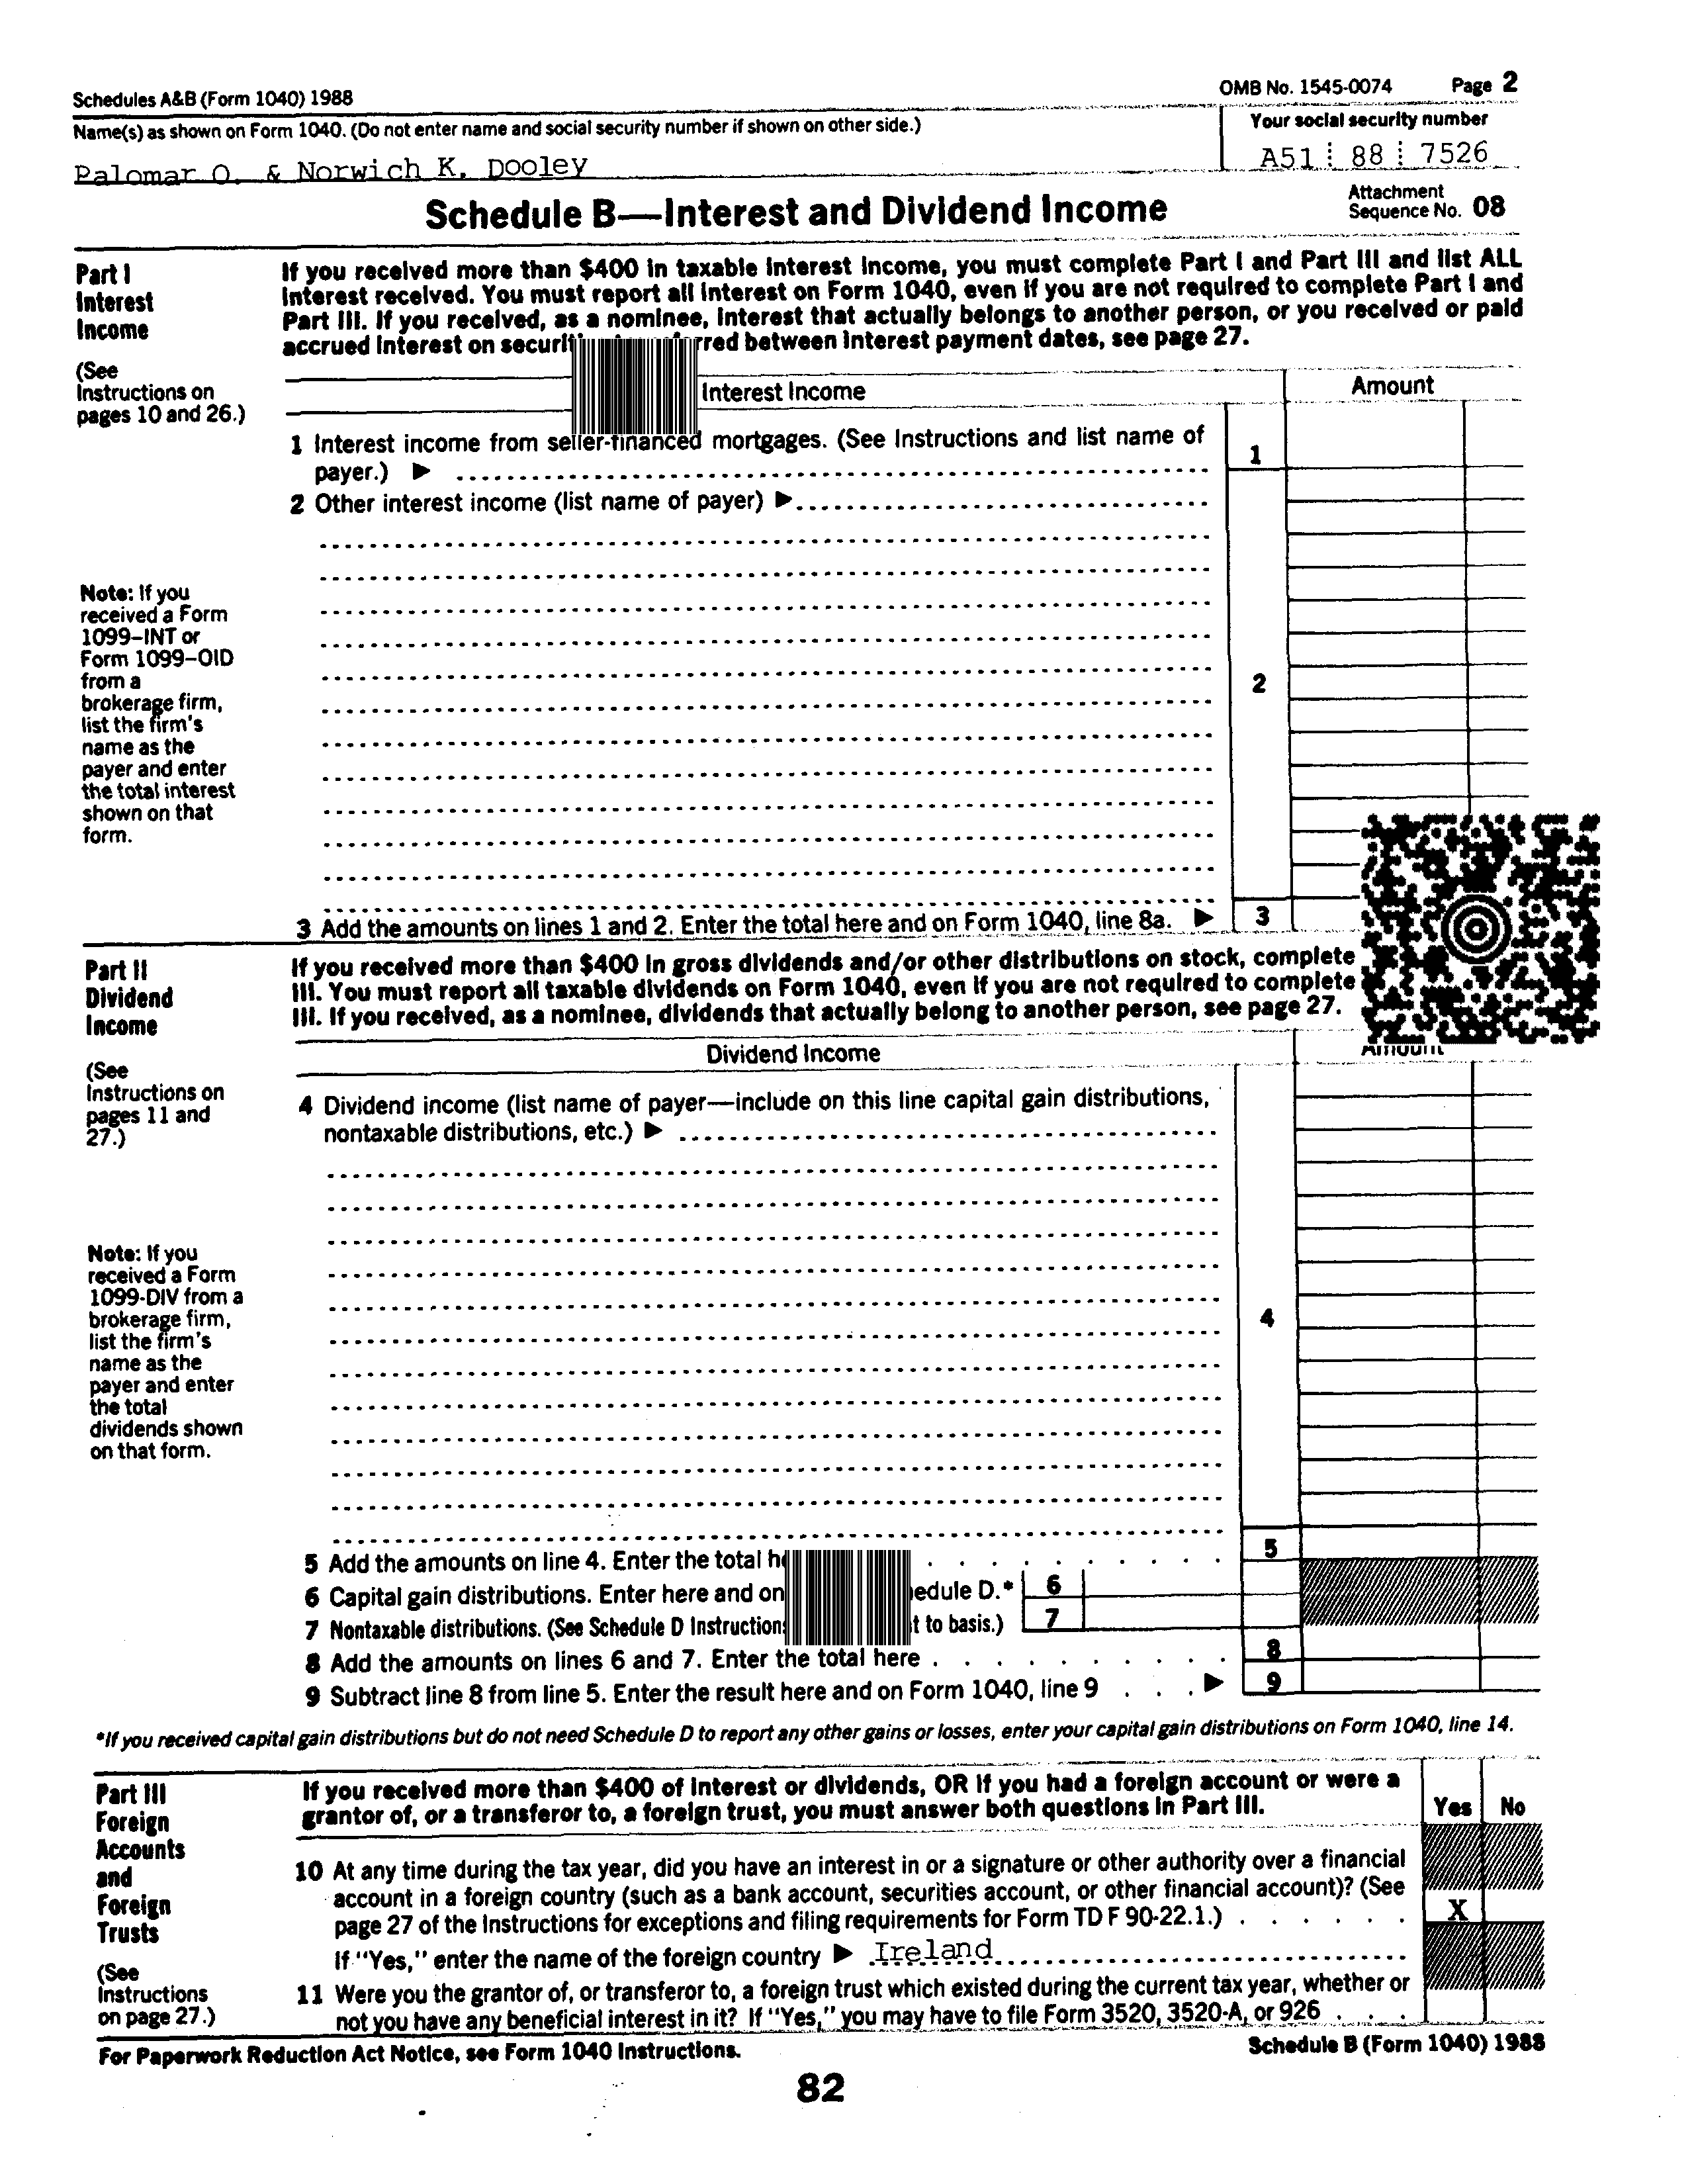 Schedules A&B (Form 1040) 1988 OMB No. 1545-0074 Page 2
Name(s) as shown on Form 1040. (Do not enter name and social security number if shown on other side.) Your social security number
Palomar O. & Norwich K. Dooley A51 88 7526
Schedule B—Interest and Dividend Income
Attachment
Sequence No. 08
Part I
Interest
Income
(See
Instructions on
pages 10 and 26.)
If you received more than $400 in taxable interest income, you must complete Part I and Part III and list ALL
interest received. You must report all interest on Form 1040, even if you are not required to complete Part I and
Part III. If you received, as a nominee, interest that actually belongs to another person, or you received or paid
accrued interest on between interest payment dates, see page 27.
Interest Income Amount
1 Interest income from seller-financed mortgages. (See Instructions and list name of
payer.) ▶ 1
2 Other interest income (list name of payer) ▶
Note: If you
received a Form
1099–INT or
Form 1099–OID
from a
brokerage firm,
list the firm's
name as the
payer and enter
the total interest
shown on that
form.
2
3 Add the amounts on lines 1 and 2. Enter the total here and on Form 1040, line 8a. ▶ 3
Part II
Dividend
Income
(See
Instructions on
pages 11 and
27.)
If you received more than $400 in gross dividends and/or other distributions on stock, complete
III. You must report all taxable dividends on Form 1040, even if you are not required to complete
III. If you received, as a nominee, dividends that actually belong to another person, see page 27.
Dividend Income Amount
4 Dividend income (list name of payer—include on this line capital gain distributions,
nontaxable distributions, etc.) ▶
Note: If you
received a Form
1099-DIV from a
brokerage firm,
list the firm's
name as the
payer and enter
the total
dividends shown
on that form.
4
5 Add the amounts on line 4. Enter the total 5
6 Capital gain distributions. Enter here and on D.* 6
7 Nontaxable distributions. (See Schedule D to basis.) 7
8 Add the amounts on lines 6 and 7. Enter the total here 8
9 Subtract line 8 from line 5. Enter the result here and on Form 1040, line 9 ▶ 9
*If you received capital gain distributions but do not need Schedule D to report any other gains or losses, enter your capital gain distributions on Form 1040, line 14.
Part III
Foreign
Accounts
and
Foreign
Trusts
(See
Instructions
on page 27.)
If you received more than $400 of interest or dividends, OR if you had a foreign account or were a
grantor of, or a transferor to, a foreign trust, you must answer both questions in Part III.
Yes No
10 At any time during the tax year, did you have an interest in or a signature or other authority over a financial
account in a foreign country (such as a bank account, securities account, or other financial account)? (See
page 27 of the Instructions for exceptions and filing requirements for Form TD F 90-22.1.) X
If "Yes," enter the name of the foreign country ▶ Ireland
11 Were you the grantor of, or transferor to, a foreign trust which existed during the current tax year, whether or
not you have any beneficial interest in it? If "Yes," you may have to file Form 3520, 3520-A, or 926
For Paperwork Reduction Act Notice, see Form 1040 Instructions. Schedule B (Form 1040) 1988
82